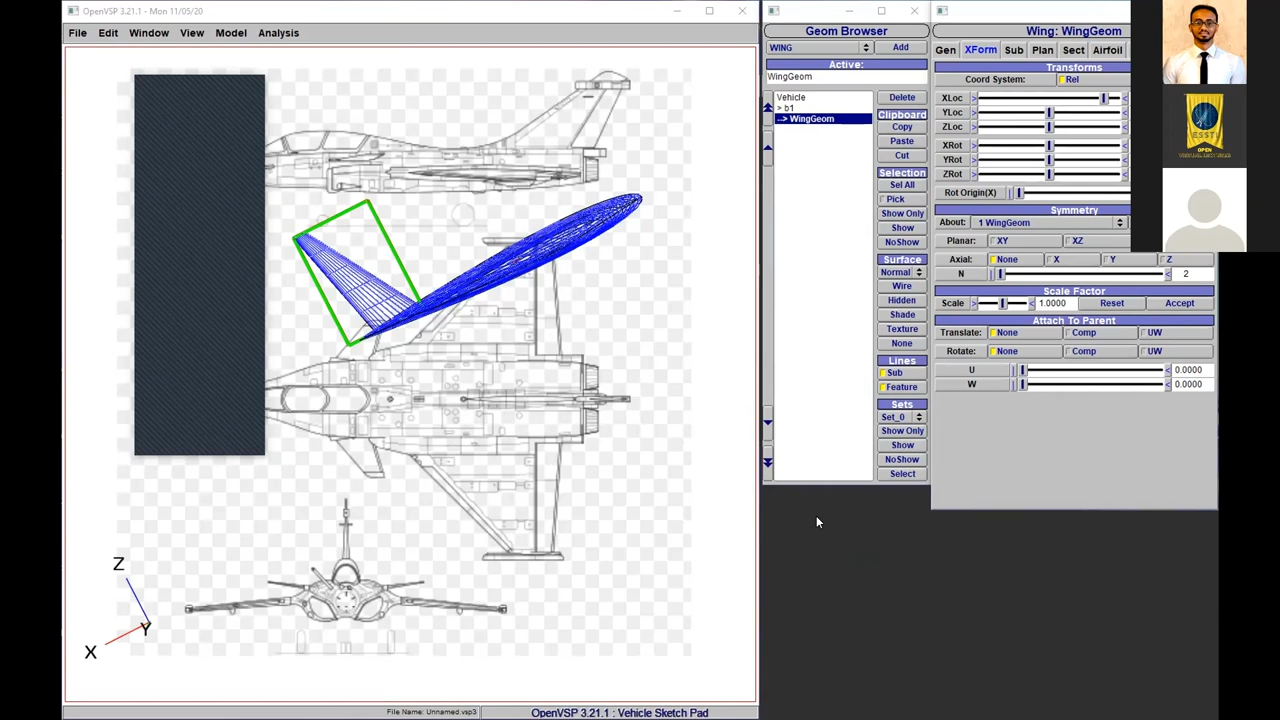 OpenVSP 3.21.1 - Mon 11/05/20
File Edit Window View Model Analysis
Z
Y
X
File Name: Unnamed.vsp3
OpenVSP 3.21.1 : Vehicle Sketch Pad
Geom Browser
WING Add
Active:
WingGeom
Vehicle
> b1
--> WingGeom
Delete
Clipboard
Copy
Paste
Cut
Selection
Sel All
Pick
Show Only
Show
NoShow
Surface
Normal
Wire
Hidden
Shade
Texture
None
Lines
Sub
Feature
Sets
Set_0
Show Only
Show
NoShow
Select
Wing: WingGeom
Gen XForm Sub Plan Sect Airfoil
Transforms
Coord System: Rel
XLoc > <
YLoc > <
ZLoc > <
XRot > <
YRot > <
ZRot > <
Rot Origin(X)
Symmetry
About: 1 WingGeom
Planar: XY XZ
Axial: None X Y Z
N < 2
Scale Factor
Scale > < 1.0000 Reset Accept
Attach To Parent
Translate: None Comp UW
Rotate: None Comp UW
U < 0.0000
W < 0.0000
ESSTI
OPEN